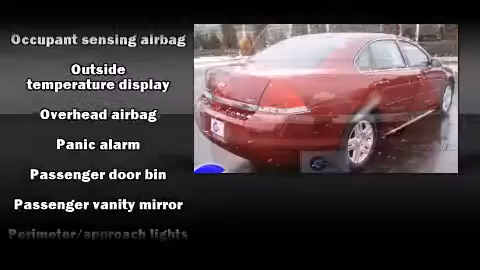 Occupant sensing airbag
Outside
temperature display
Overhead airbag
Panic alarm
Passenger door bin
Passenger vanity mirror
Perimeter/approach lights